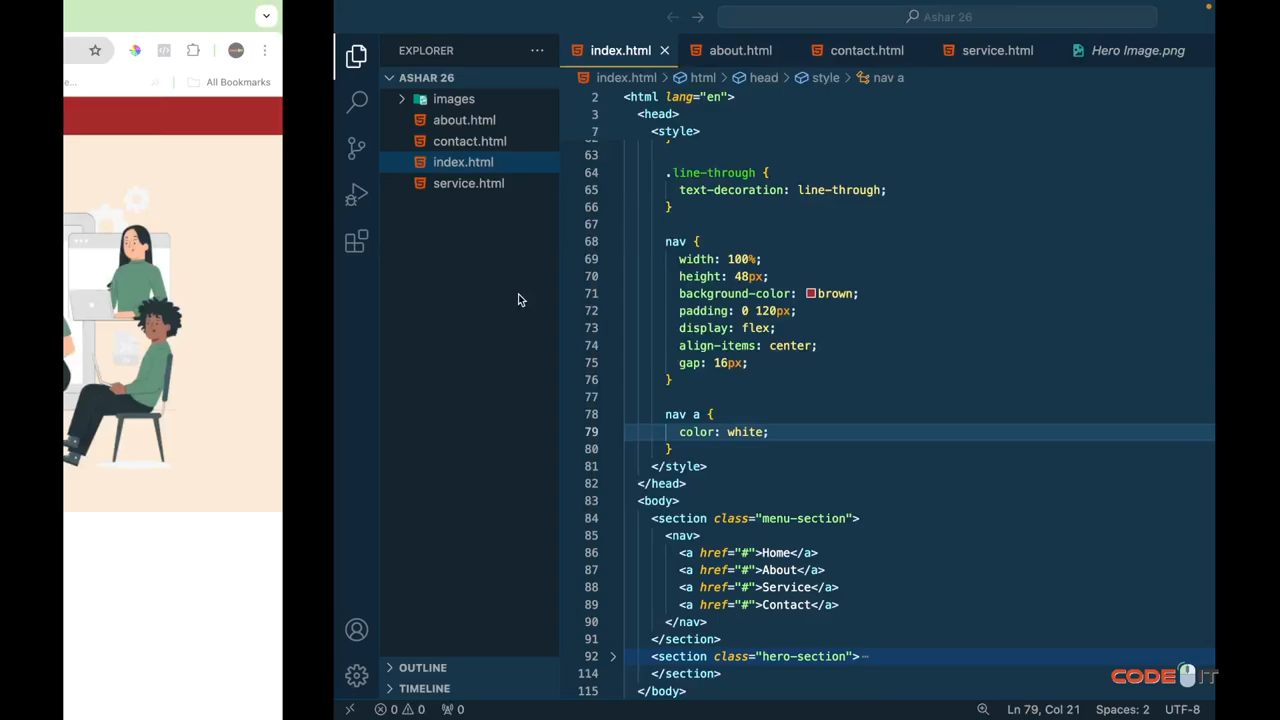 All Bookmarks
Ashar 26
EXPLORER
ASHAR 26
images
about.html
contact.html
index.html
service.html
OUTLINE
TIMELINE
index.html
about.html
contact.html
service.html
Hero Image.png
index.html > html > head > style > nav a
2 <html lang="en">
3 <head>
7 <style>
63
64 .line-through {
65 text-decoration: line-through;
66 }
67
68 nav {
69 width: 100%;
70 height: 48px;
71 background-color: brown;
72 padding: 0 120px;
73 display: flex;
74 align-items: center;
75 gap: 16px;
76 }
77
78 nav a {
79 color: white;
80 }
81 </style>
82 </head>
83 <body>
84 <section class="menu-section">
85 <nav>
86 <a href="#">Home</a>
87 <a href="#">About</a>
88 <a href="#">Service</a>
89 <a href="#">Contact</a>
90 </nav>
91 </section>
92 <section class="hero-section">
114 </section>
115 </body>
CODE IT
0 0 0
Ln 79, Col 21
Spaces: 2
UTF-8